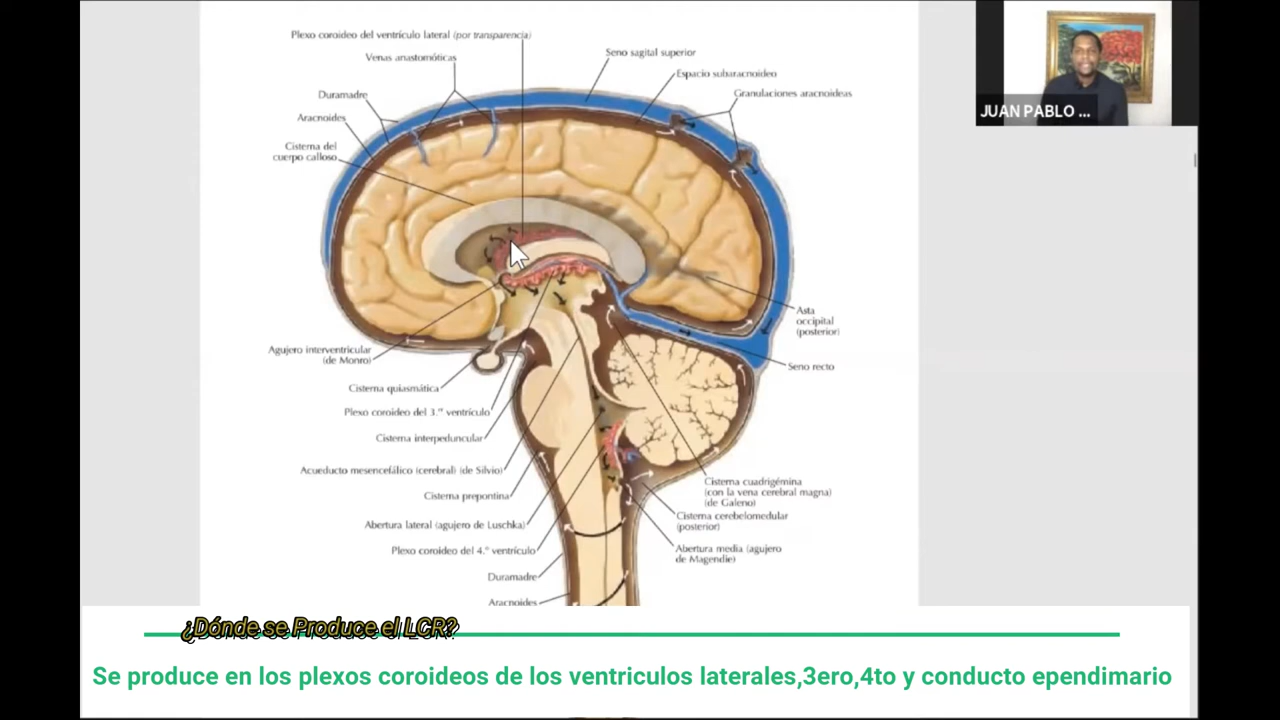 Plexo coroideo del ventrículo lateral (por transparencia)
Venas anastomóticas
Duramadre
Aracnoides
Cisterna del
cuerpo calloso
Seno sagital superior
Espacio subaracnoideo
Granulaciones aracnoideas
JUAN PABLO ...
Agujero interventricular
(de Monro)
Cisterna quiasmática
Plexo coroideo del 3.er ventrículo
Cisterna interpeduncular
Acueducto mesencefálico (cerebral) (de Silvio)
Cisterna prepontina
Abertura lateral (agujero de Luschka)
Plexo coroideo del 4.º ventrículo
Duramadre
Aracnoides
Asta
occipital
(posterior)
Seno recto
Cisterna cuadrigémina
(con la vena cerebral magna)
(de Galeno)
Cisterna cerebelomedular
(posterior)
Abertura media (agujero
de Magendie)
¿Dónde se Produce el LCR?
Se produce en los plexos coroideos de los ventriculos laterales,3ero,4to y conducto ependimario